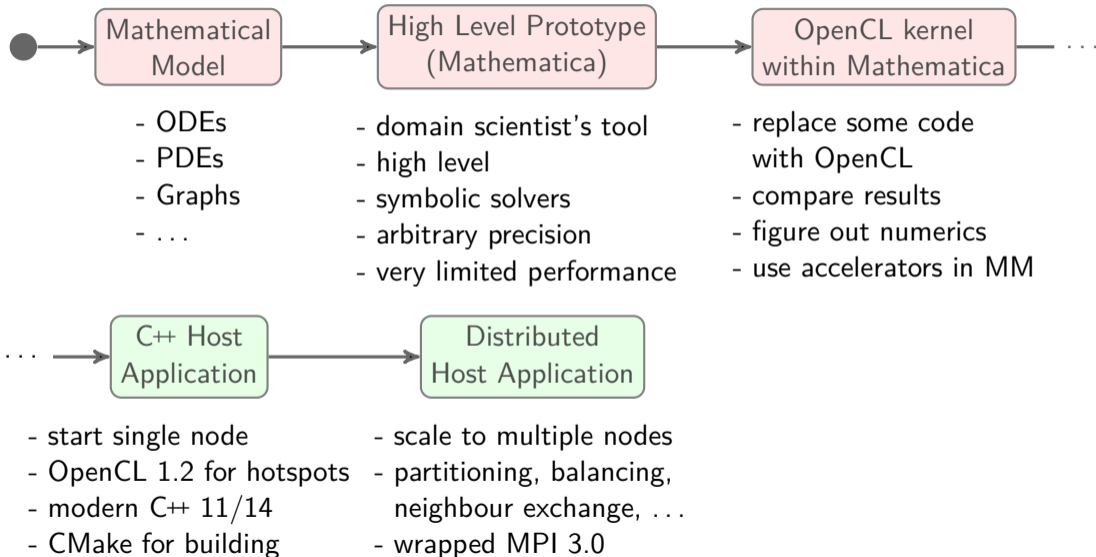 Mathematical
Model
- ODEs
- PDEs
- Graphs
- ...
High Level Prototype
(Mathematica)
- domain scientist's tool
- high level
- symbolic solvers
- arbitrary precision
- very limited performance
OpenCL kernel
within Mathematica
...
- replace some code
with OpenCL
- compare results
- figure out numerics
- use accelerators in MM
...
C++ Host
Application
- start single node
- OpenCL 1.2 for hotspots
- modern C++ 11/14
- CMake for building
Distributed
Host Application
- scale to multiple nodes
- partitioning, balancing,
neighbour exchange, ...
- wrapped MPI 3.0